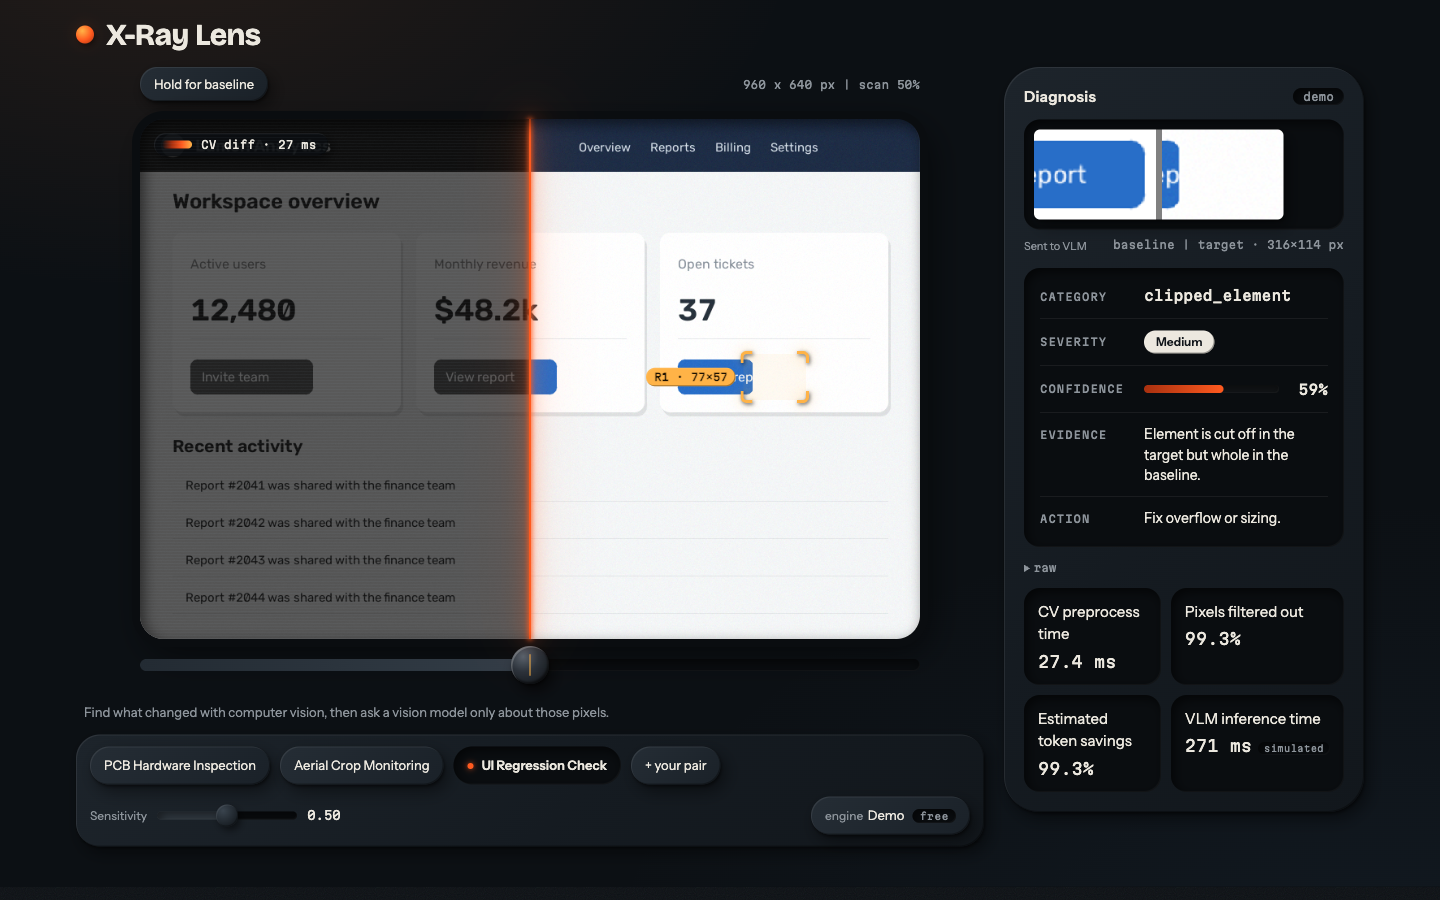 X-Ray Lens
Hold for baseline
960 x 640 px | scan 50%
CV diff · 27 ms
Overview Reports Billing Settings
Workspace overview
Active users
12,480
Invite team
Monthly revenue
$48.2k
View report
Open tickets
37
R1 · 77×57
rep
Recent activity
Report #2041 was shared with the finance team
Report #2042 was shared with the finance team
Report #2043 was shared with the finance team
Report #2044 was shared with the finance team
Find what changed with computer vision, then ask a vision model only about those pixels.
PCB Hardware Inspection
Aerial Crop Monitoring
UI Regression Check
+ your pair
Sensitivity 0.50
engine Demo free
Diagnosis demo
eport ep
Sent to VLM baseline | target · 316×114 px
CATEGORY clipped_element
SEVERITY Medium
CONFIDENCE 59%
EVIDENCE Element is cut off in the
target but whole in the
baseline.
ACTION Fix overflow or sizing.
raw
CV preprocess
time
27.4 ms
Pixels filtered out
99.3%
Estimated
token savings
99.3%
VLM inference time
271 ms simulated